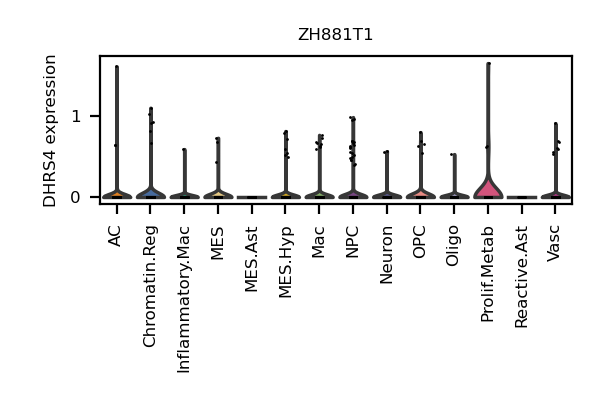 ZH881T1
DHRS4 expression
1
0
AC
Chromatin.Reg
Inflammatory.Mac
MES
MES.Ast
MES.Hyp
Mac
NPC
Neuron
OPC
Oligo
Prolif.Metab
Reactive.Ast
Vasc